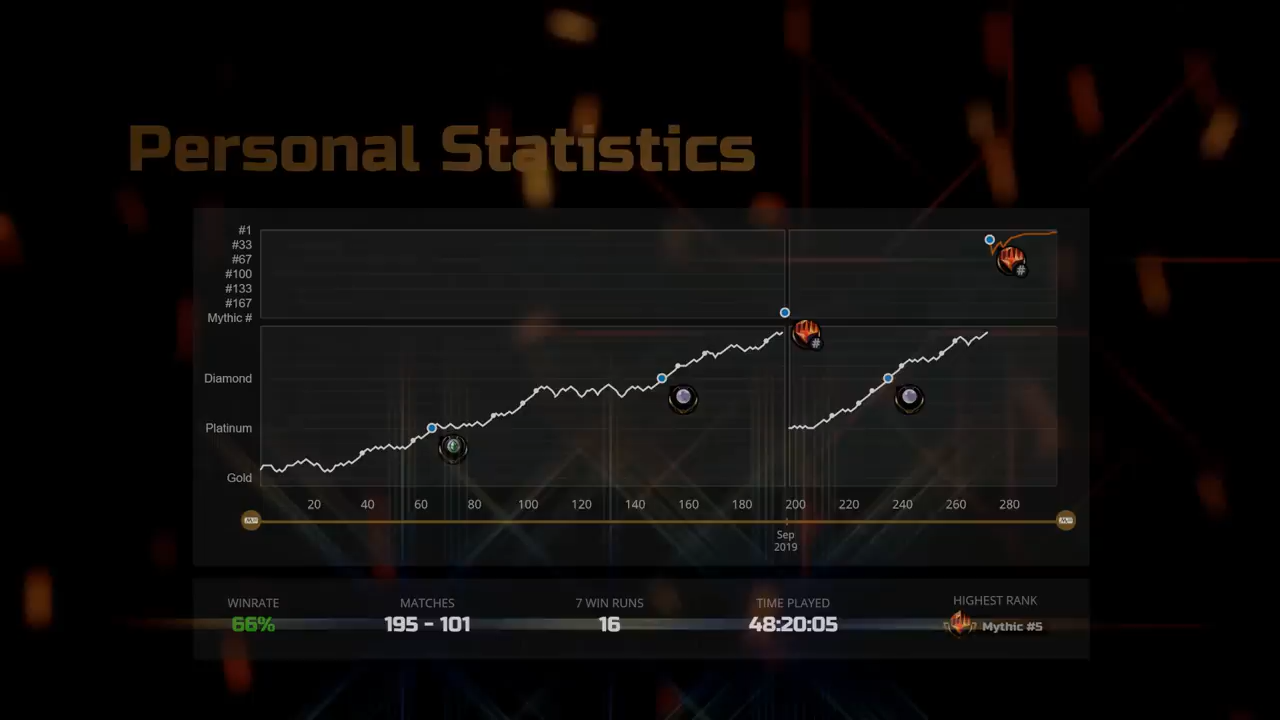 Personal Statistics
#1
#33
#67
#100
#133
#167
Mythic #
#
#
Diamond
Platinum
Gold
20 40 60 80 100 120 140 160 180 200 220 240 260 280
Sep
2019
WINRATE MATCHES 7 WIN RUNS TIME PLAYED HIGHEST RANK
66% 195 - 101 16 48:20:05 Mythic #5